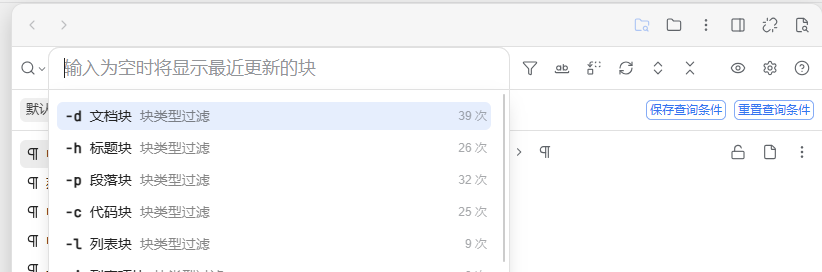 输入为空时将显示最近更新的块
ab
默认
保存查询条件 重置查询条件
-d 文档块 块类型过滤 39 次
-h 标题块 块类型过滤 26 次
-p 段落块 块类型过滤 32 次
-c 代码块 块类型过滤 25 次
-l 列表块 块类型过滤 9 次